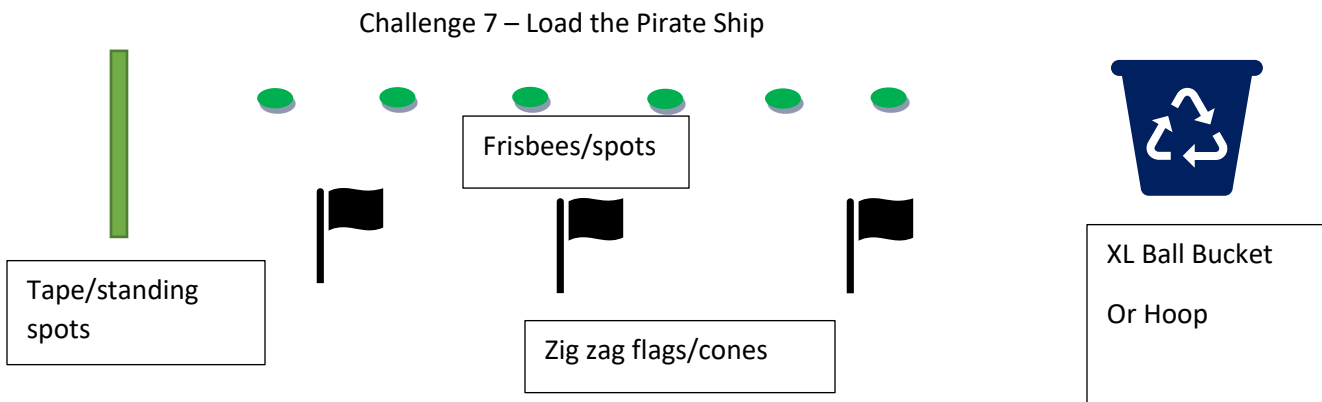 Challenge 7 – Load the Pirate Ship
Frisbees/spots
Tape/standing
spots
Zig zag flags/cones
XL Ball Bucket
Or Hoop